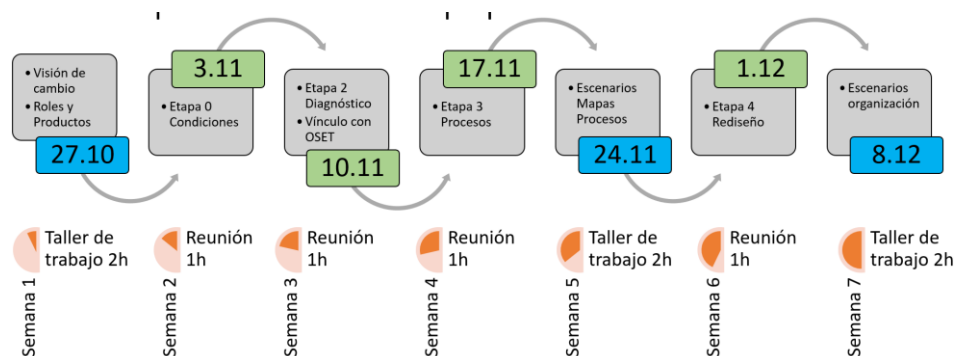 • Visión de
cambio
• Roles y
Productos
27.10
3.11
• Etapa 0
Condiciones
• Etapa 2
Diagnóstico
• Vínculo con
OSET
10.11
17.11
• Etapa 3
Procesos
• Escenarios
Mapas
Procesos
24.11
1.12
• Etapa 4
Rediseño
• Escenarios
organización
8.12
Taller de
trabajo 2h
Reunión
1h
Reunión
1h
Reunión
1h
Taller de
trabajo 2h
Reunión
1h
Taller de
trabajo 2h
Semana 1
Semana 2
Semana 3
Semana 4
Semana 5
Semana 6
Semana 7